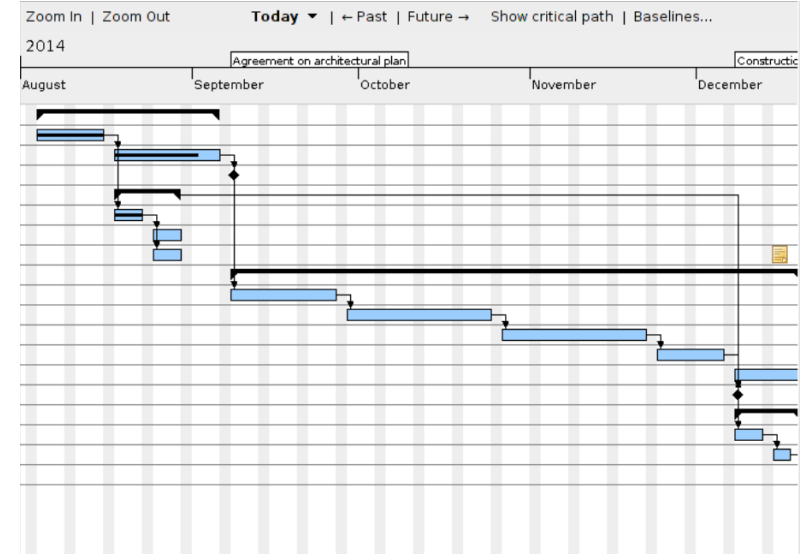 Zoom In | Zoom Out Today ▼ | ← Past | Future → Show critical path | Baselines...
2014
Agreement on architectural plan Constructic
August September October November December